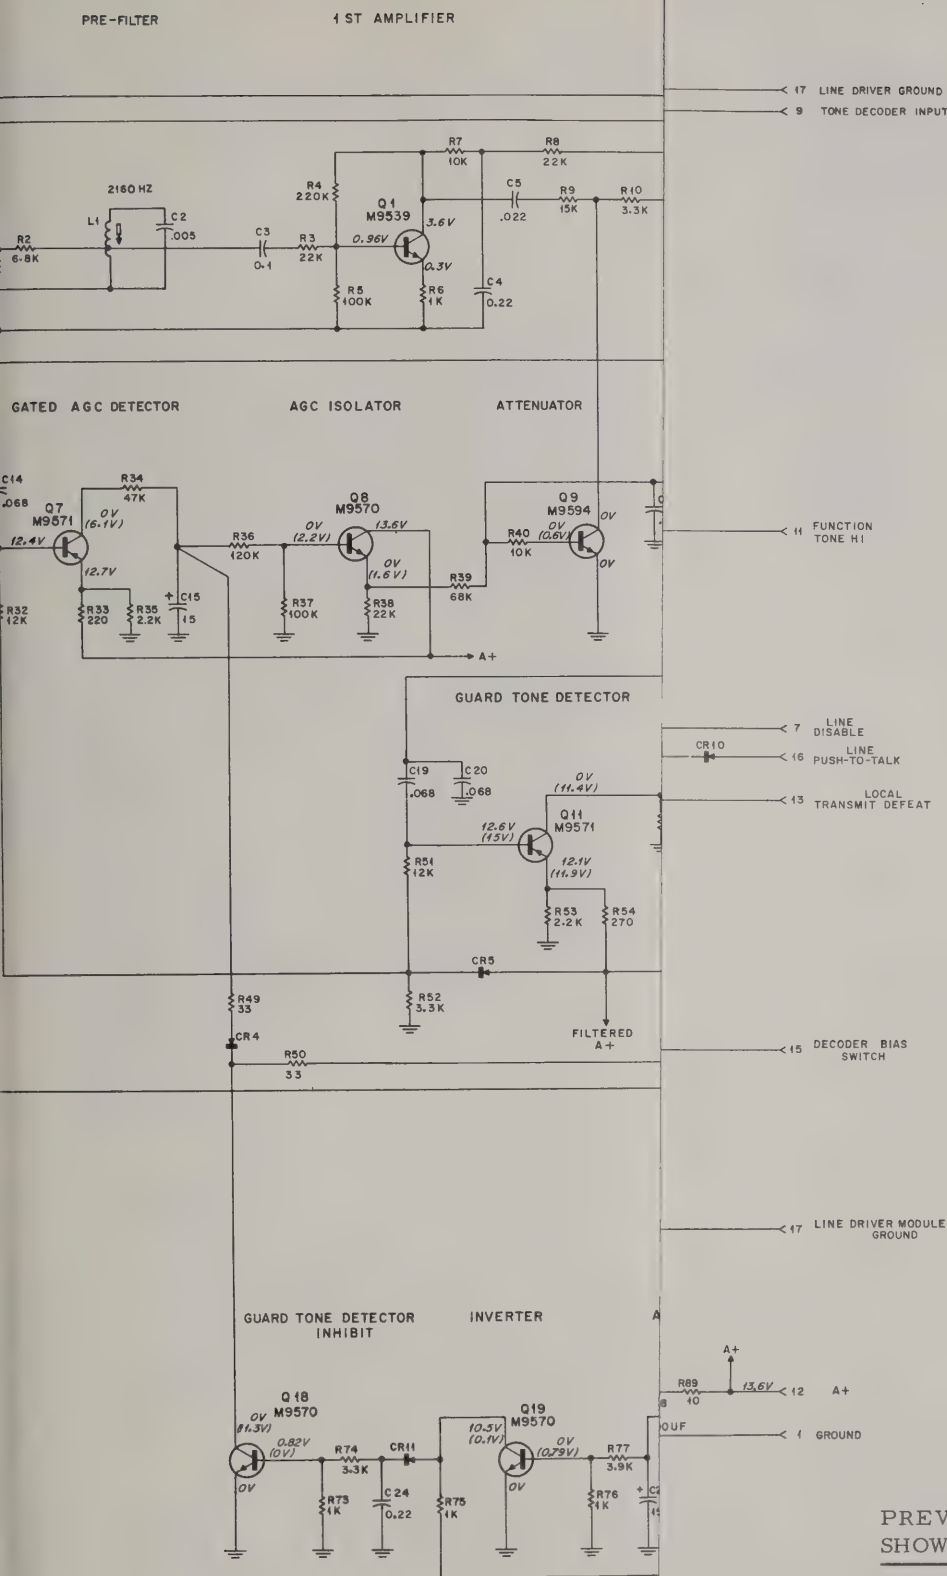 PRE-FILTER
1 ST AMPLIFIER
17 LINE DRIVER GROUND
9 TONE DECODER INPUT
R7
10K
R8
22K
2160 HZ
R4
220K
Q1
M9539
C5
.022
R9
15K
R10
3.3K
L1
C2
.005
3.6V
R2
6.8K
C3
0.1
R3
22K
0.96V
0.3V
R5
100K
R6
1K
C4
0.22
GATED AGC DETECTOR
AGC ISOLATOR
ATTENUATOR
C14
.068
R34
47K
Q7
M9571
0V
(6.1V)
12.4V
12.7V
Q8
M9570
0V
(2.2V)
13.6V
R36
120K
0V
(1.6V)
Q9
M9594
0V
R40
10K
0V
(0.6V)
0V
R39
68K
11 FUNCTION
TONE HI
R32
12K
R33
220
R35
2.2K
+ C15
15
R37
100K
R38
22K
A+
GUARD TONE DETECTOR
7 LINE
DISABLE
CR10
16 LINE
PUSH-TO-TALK
13 LOCAL
TRANSMIT DEFEAT
C19
.068
C20
.068
0V
(11.4V)
Q11
M9571
12.6V
(15V)
12.1V
(11.9V)
R51
12K
R53
2.2K
R54
270
CR5
R52
3.3K
FILTERED
A+
R49
33
CR4
R50
33
15 DECODER BIAS
SWITCH
17 LINE DRIVER MODULE
GROUND
GUARD TONE DETECTOR
INHIBIT
INVERTER
A
A+
R89
10
13.6V
12 A+
OUF
1 GROUND
Q18
M9570
0V
0.82V
(0V)
0V
R74
3.3K
CR11
Q19
M9570
10.5V
(0.1V)
0V
(0.79V)
0V
R77
3.9K
R73
1K
C24
0.22
R75
1K
R76
1K
+
PREV
SHOW